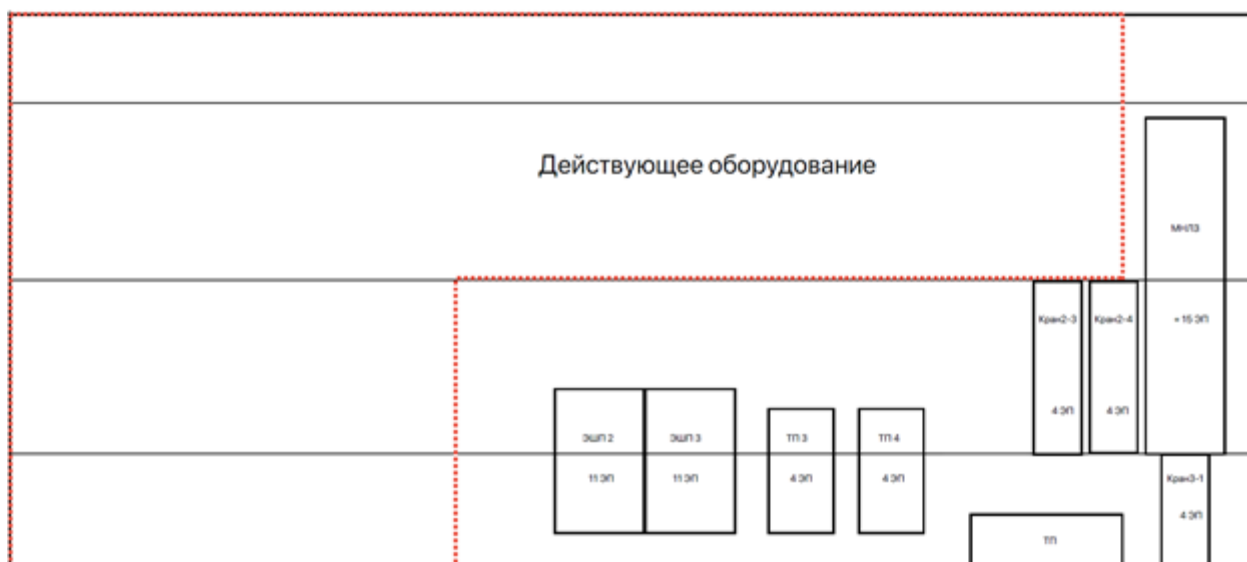 Действующее оборудование
МНЛЗ
Кран2-3
Кран2-4
≈ 15 ЭП
4 ЭП
4 ЭП
ЭШП 2
ЭШП 3
ТП 3
ТП 4
11 ЭП
11 ЭП
4 ЭП
4 ЭП
Кран3-1
4 ЭП
ТП